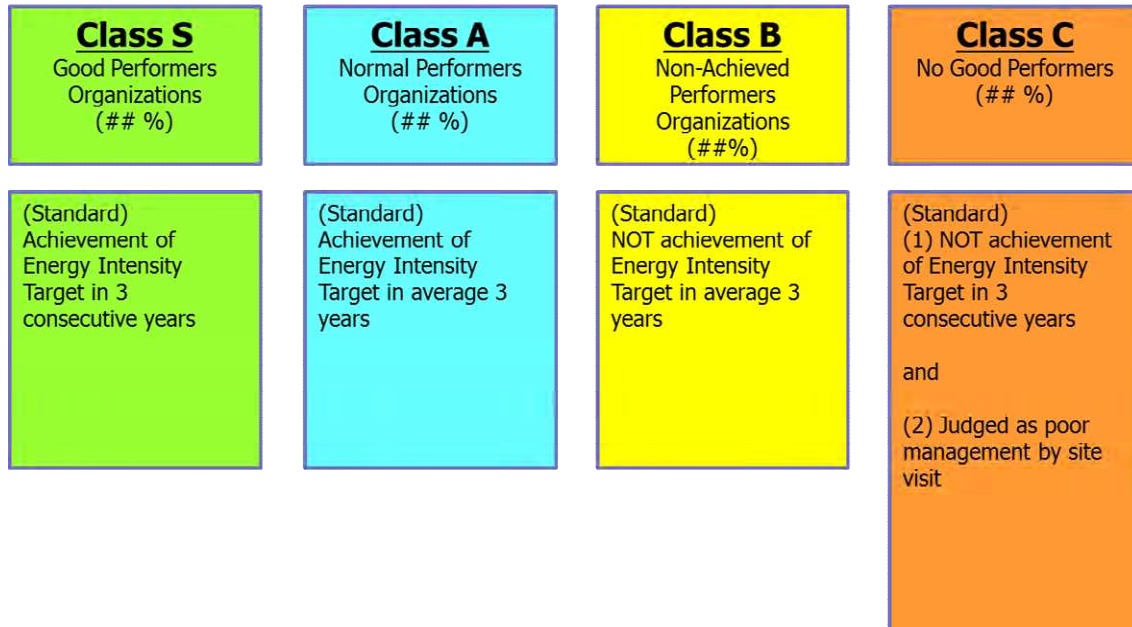 Class S
Good Performers
Organizations
(## %)
Class A
Normal Performers
Organizations
(## %)
Class B
Non-Achieved
Performers
Organizations
(##%)
Class C
No Good Performers
(## %)
(Standard)
Achievement of
Energy Intensity
Target in 3
consecutive years
(Standard)
Achievement of
Energy Intensity
Target in average 3
years
(Standard)
NOT achievement of
Energy Intensity
Target in average 3
years
(Standard)
(1) NOT achievement
of Energy Intensity
Target in 3
consecutive years
and
(2) Judged as poor
management by site
visit